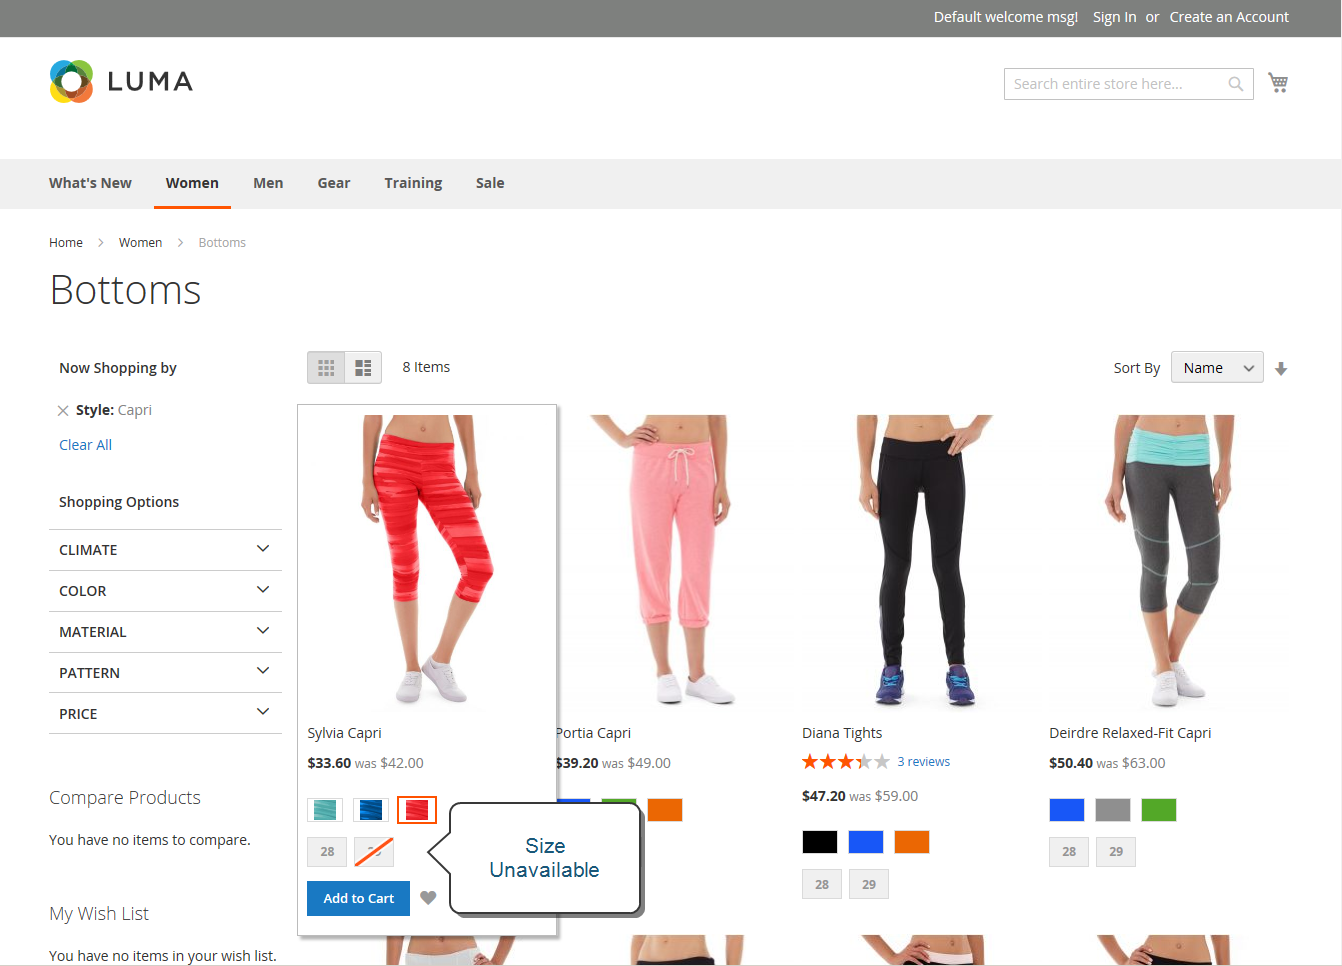 Default welcome msg! Sign In or Create an Account
LUMA
Search entire store here...
What's New Women Men Gear Training Sale
Home Women Bottoms
Bottoms
Now Shopping by
Style: Capri
Clear All
Shopping Options
CLIMATE
COLOR
MATERIAL
PATTERN
PRICE
Compare Products
You have no items to compare.
My Wish List
You have no items in your wish list.
8 Items
Sort By Name
Sylvia Capri
$33.60 was $42.00
28
Add to Cart
Size
Unavailable
Portia Capri
$39.20 was $49.00
Diana Tights
3 reviews
$47.20 was $59.00
28 29
Deirdre Relaxed-Fit Capri
$50.40 was $63.00
28 29